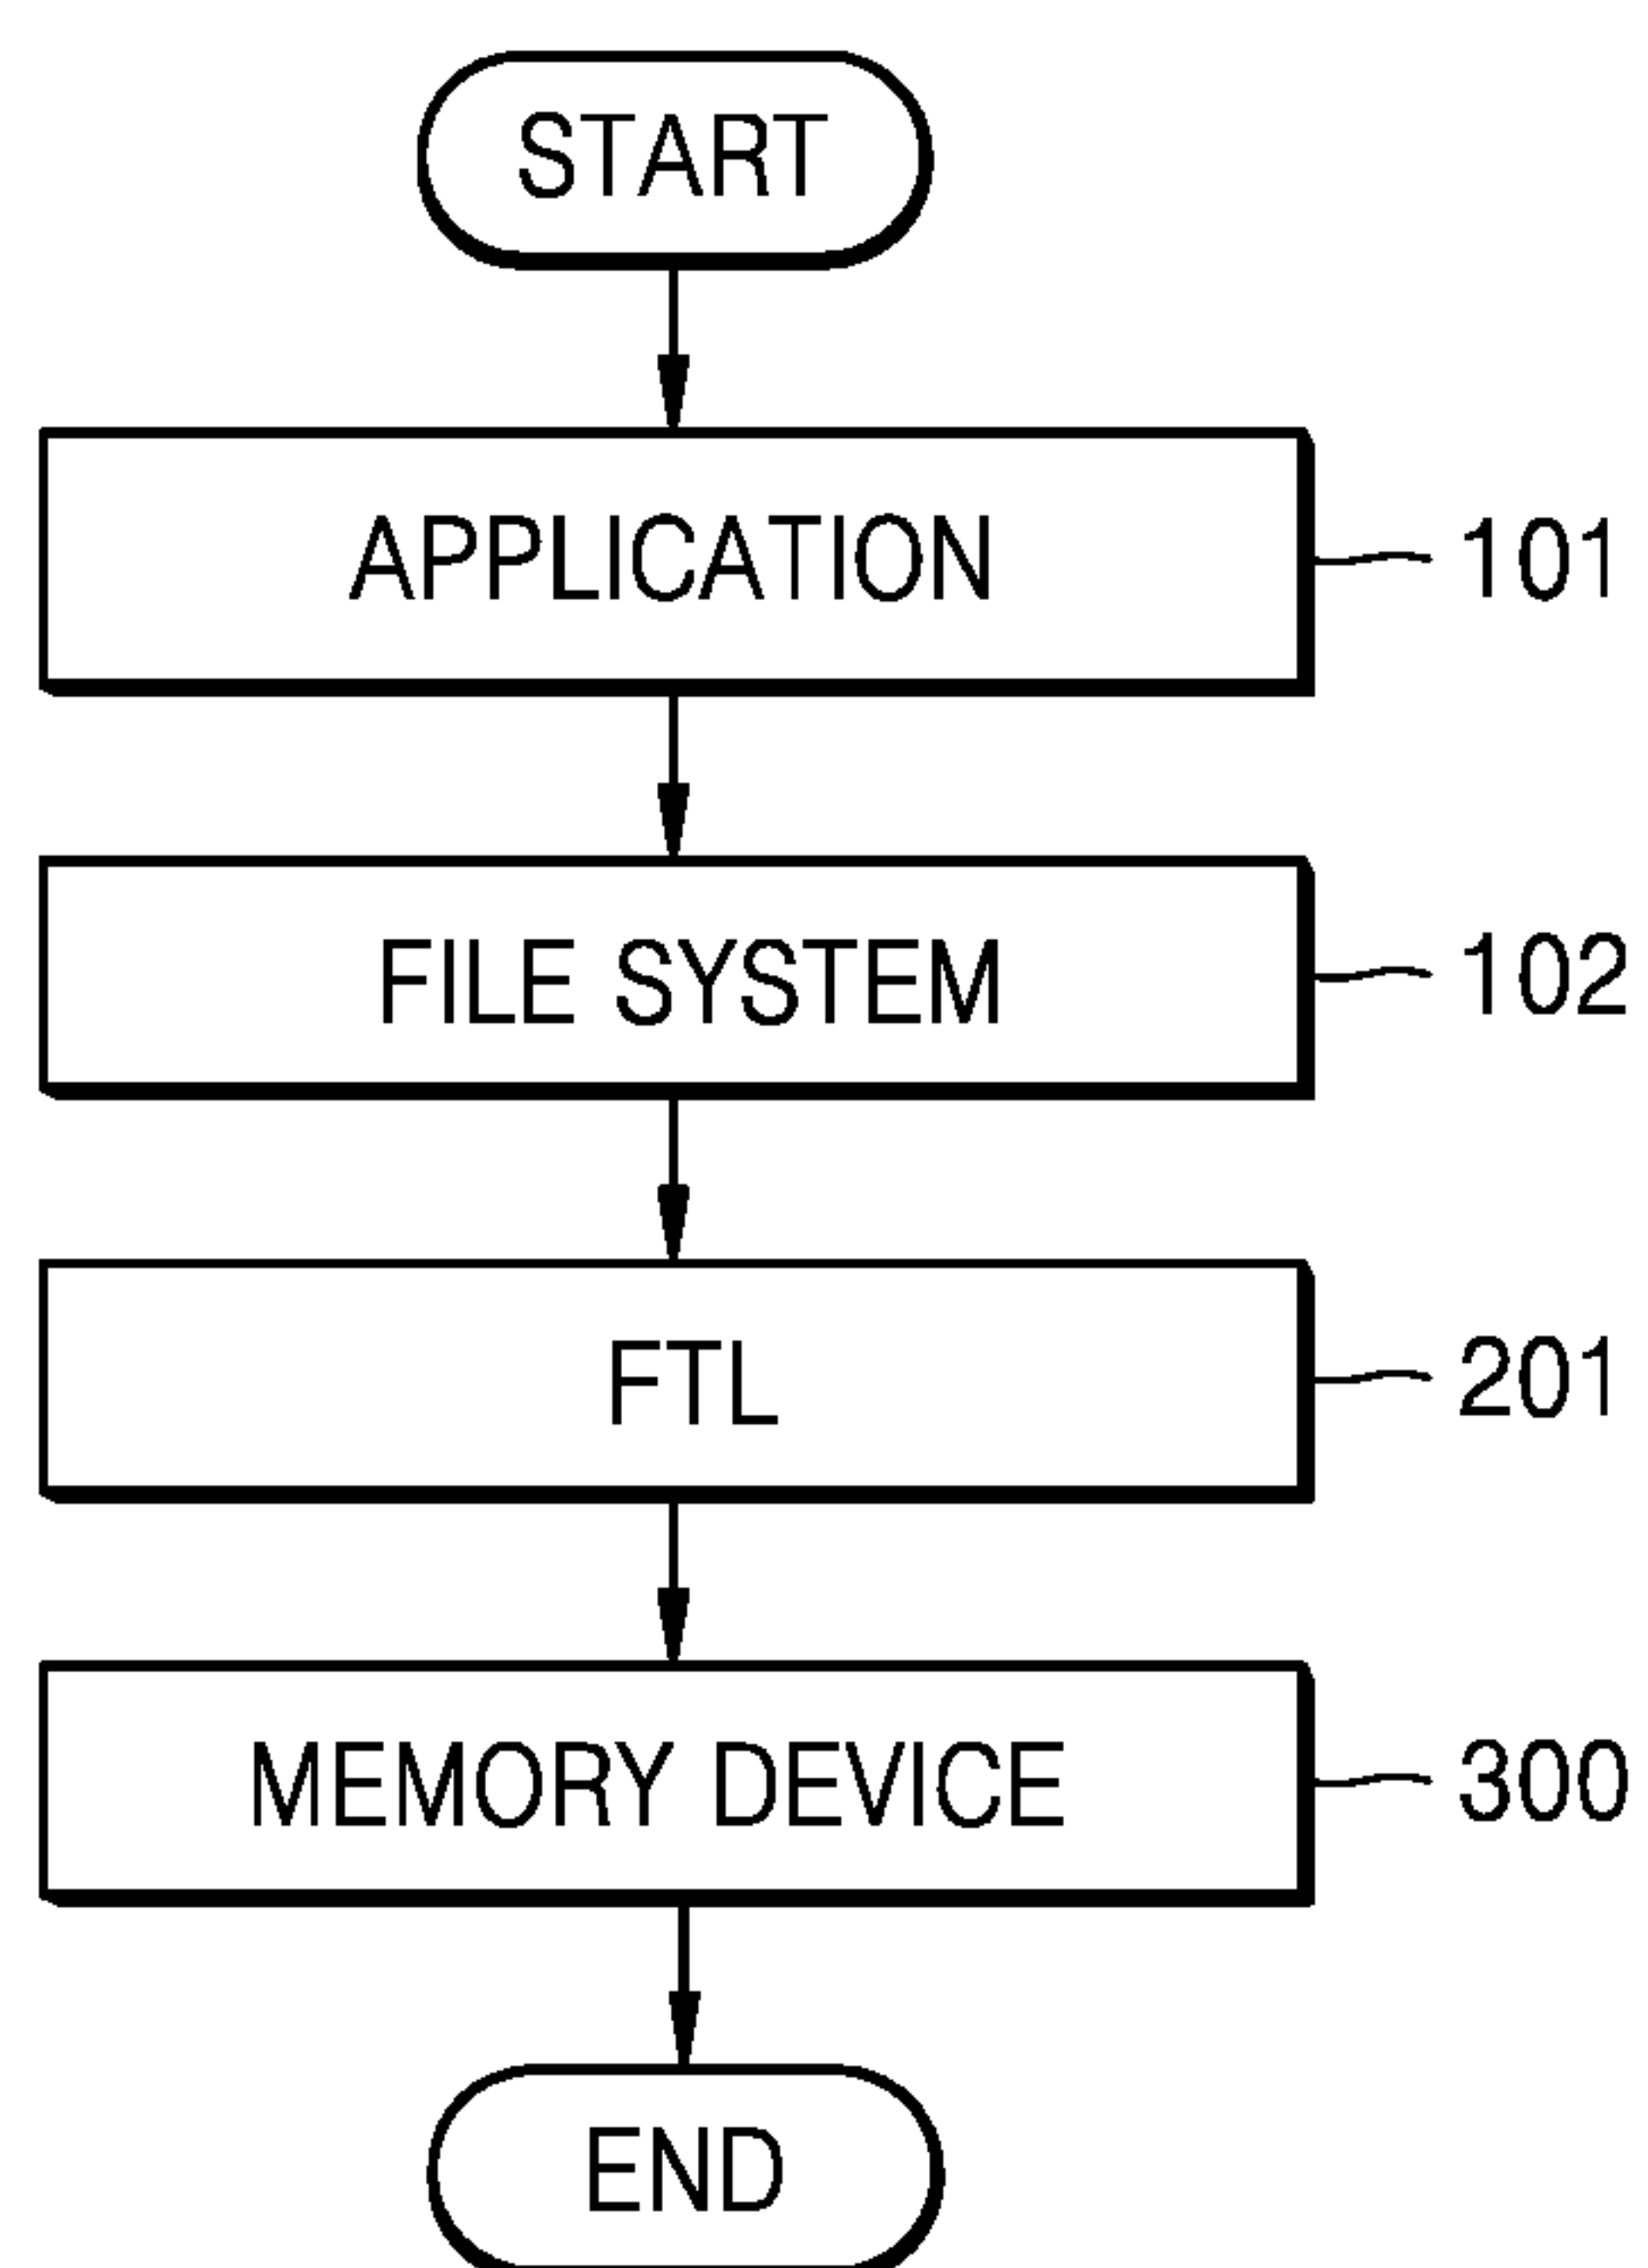 START
APPLICATION 101
FILE SYSTEM 102
FTL 201
MEMORY DEVICE 300
END